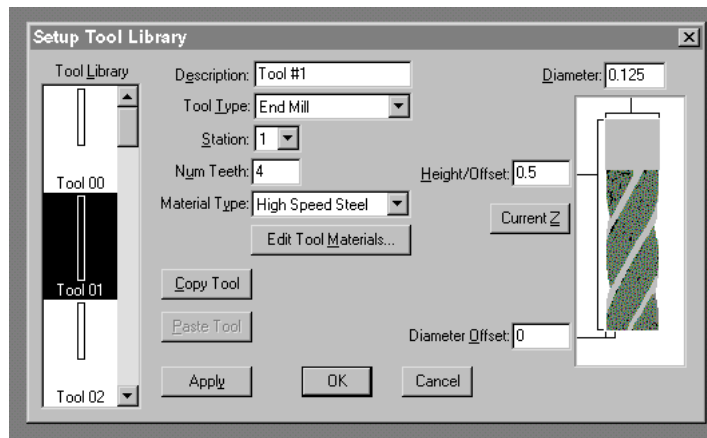 Setup Tool Library
Tool Library
Tool 00
Tool 01
Tool 02
Description: Tool #1
Tool Type: End Mill
Station: 1
Num Teeth: 4
Material Type: High Speed Steel
Edit Tool Materials...
Copy Tool
Paste Tool
Apply
OK
Cancel
Diameter: 0.125
Height/Offset: 0.5
Current Z
Diameter Offset: 0